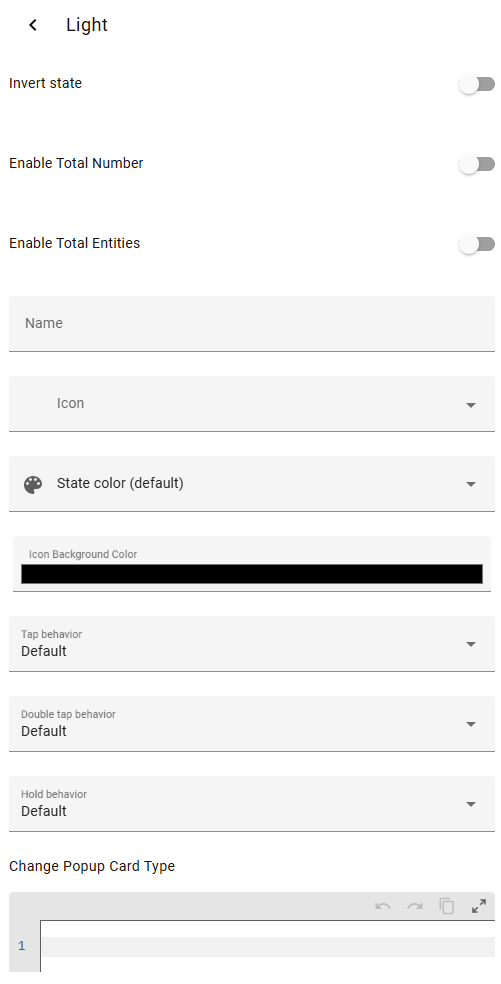 Light
Invert state
Enable Total Number
Enable Total Entities
Name
Icon
State color (default)
Icon Background Color
Tap behavior
Default
Double tap behavior
Default
Hold behavior
Default
Change Popup Card Type
1